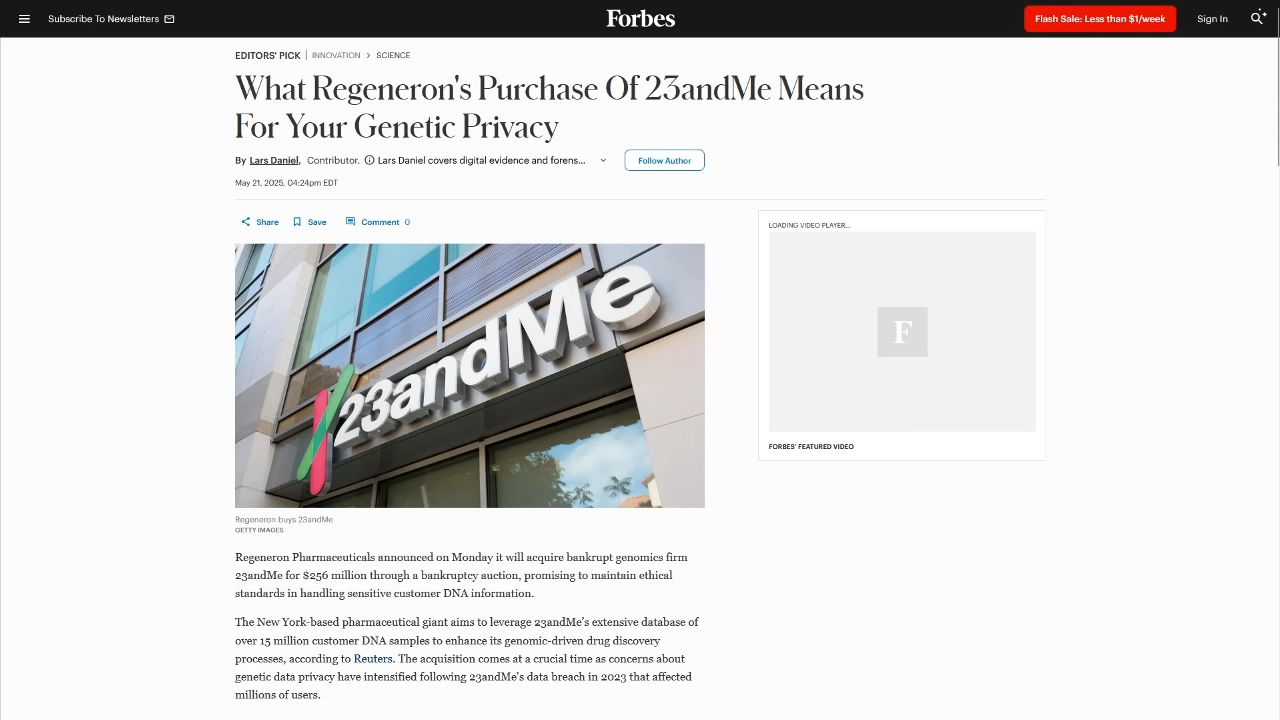 Subscribe To Newsletters
Forbes
Flash Sale: Less than $1/week
Sign In
EDITORS' PICK | INNOVATION > SCIENCE
What Regeneron's Purchase Of 23andMe Means
For Your Genetic Privacy
By Lars Daniel, Contributor. Lars Daniel covers digital evidence and forens...
Follow Author
May 21, 2025, 04:24pm EDT
Share Save Comment 0
LOADING VIDEO PLAYER...
F
FORBES' FEATURED VIDEO
23andMe
Regeneron buys 23andMe
GETTY IMAGES
Regeneron Pharmaceuticals announced on Monday it will acquire bankrupt genomics firm
23andMe for $256 million through a bankruptcy auction, promising to maintain ethical
standards in handling sensitive customer DNA information.
The New York-based pharmaceutical giant aims to leverage 23andMe's extensive database of
over 15 million customer DNA samples to enhance its genomic-driven drug discovery
processes, according to Reuters. The acquisition comes at a crucial time as concerns about
genetic data privacy have intensified following 23andMe's data breach in 2023 that affected
millions of users.